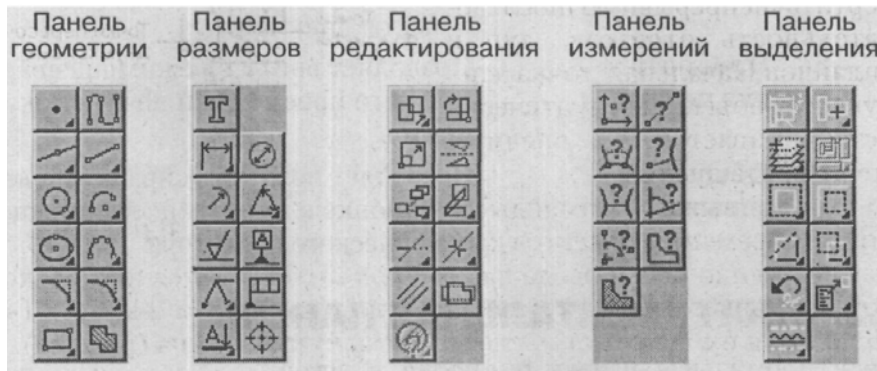 Панель геометрии
Панель размеров
Панель редактирования
Панель измерений
Панель выделения